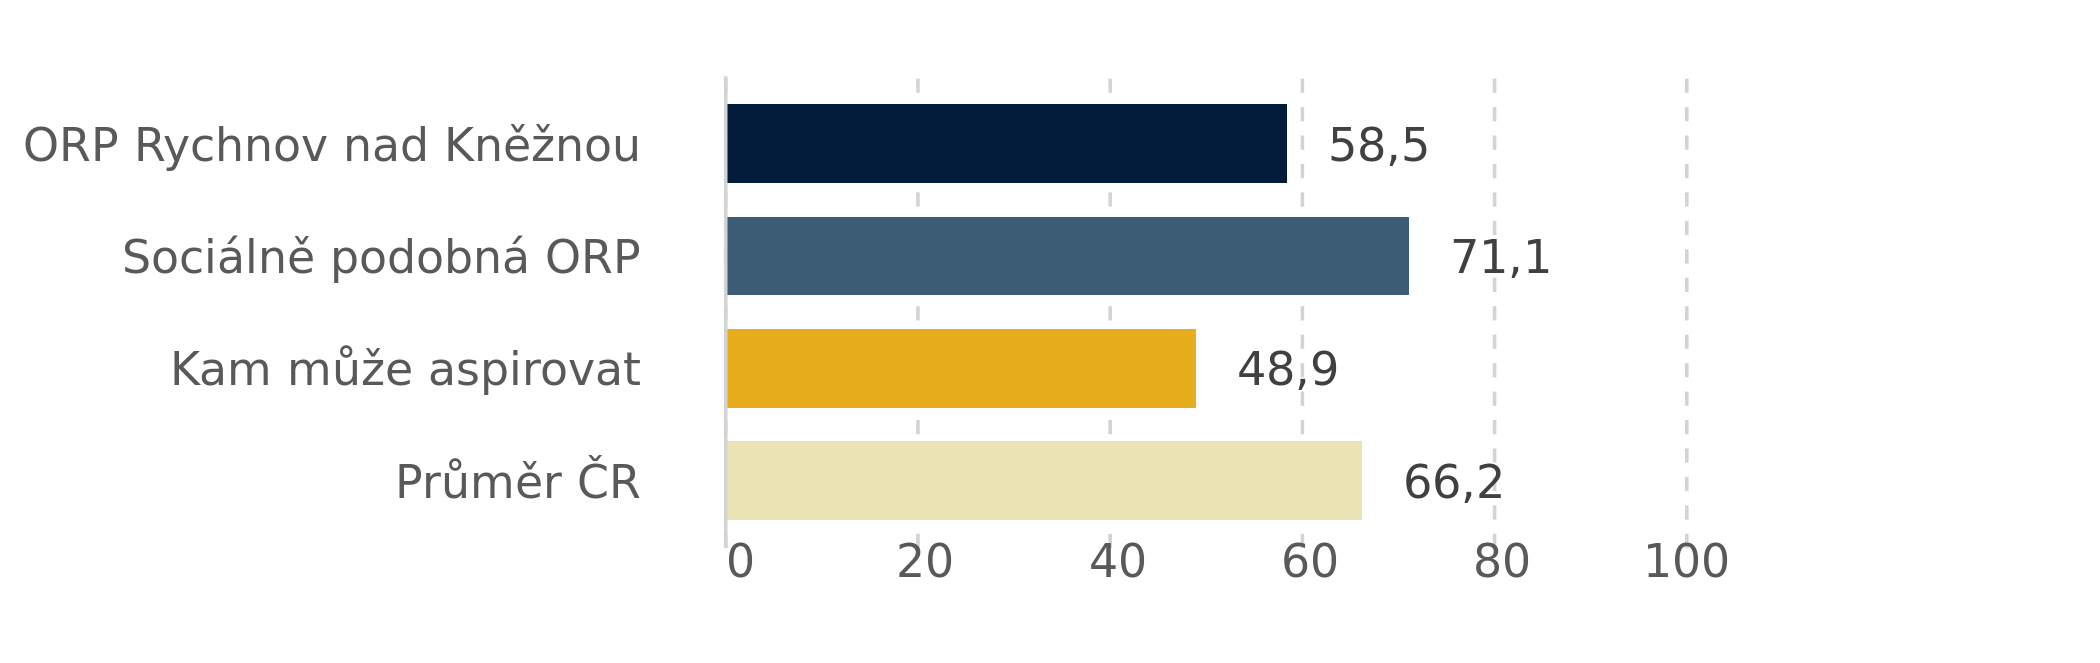 ORP Rychnov nad Kněžnou 58,5
Sociálně podobná ORP 71,1
Kam může aspirovat 48,9
Průměr ČR 66,2
0 20 40 60 80 100